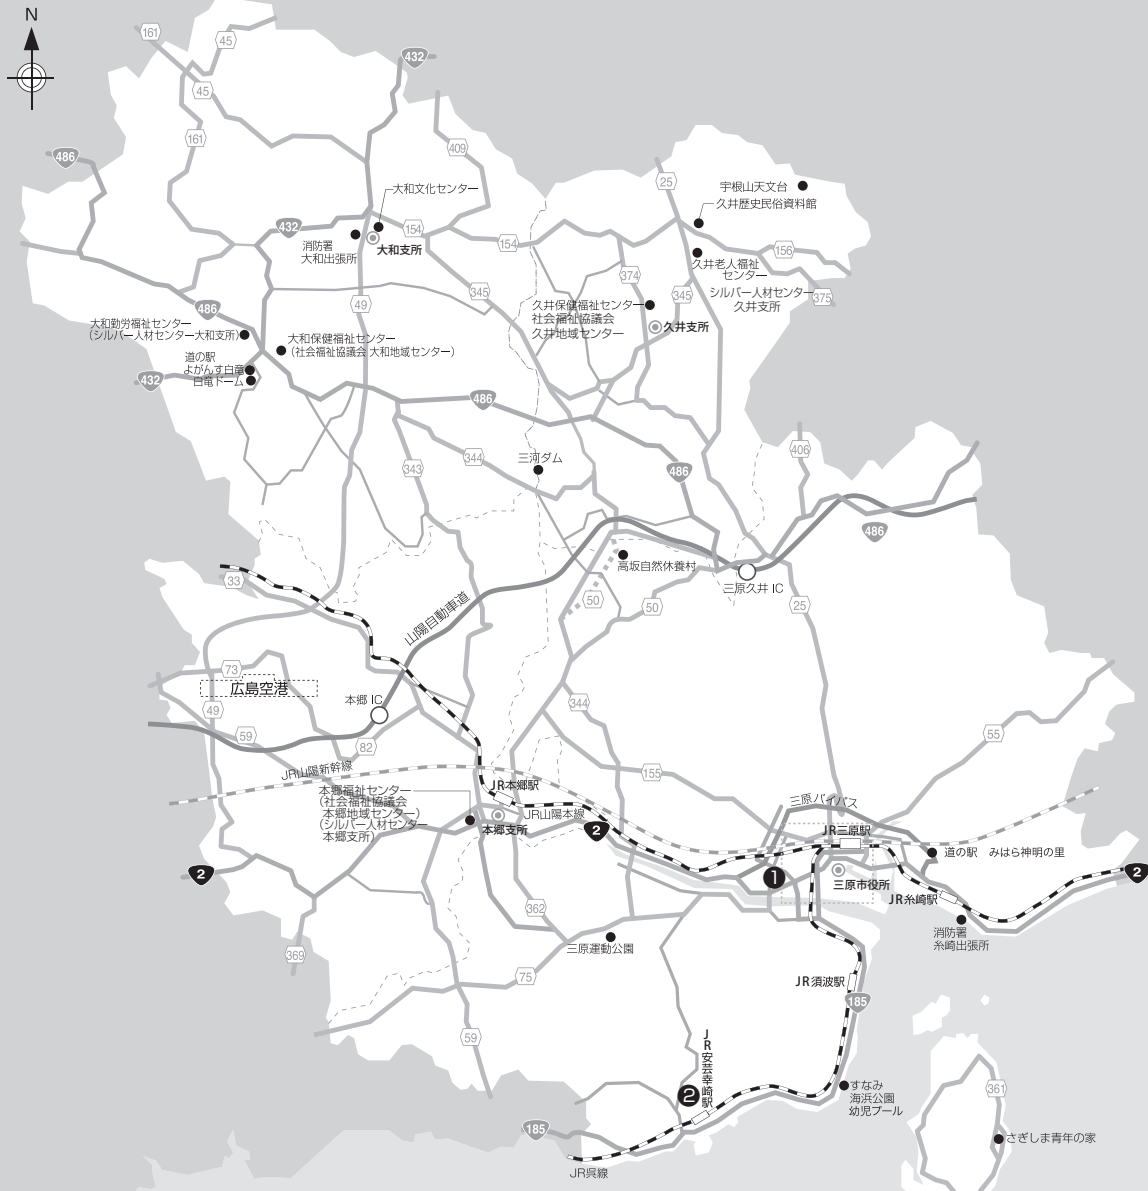 N
161
45
432
45
161
409
486
25
宇根山天文台
大和文化センター
久井歴史民俗資料館
432
154
154
消防署
大和出張所
大和支所
156
久井老人福祉
センター
374
345
345
シルバー人材センター
久井支所
375
49
486
久井保健福祉センター
社会福祉協議会
久井地域センター
久井支所
大和勤労福祉センター
(シルバー人材センター大和支所)
大和保健福祉センター
(社会福祉協議会 大和地域センター)
道の駅
よがんす白竜
白竜ドーム
432
486
344
343
三河ダム
406
486
486
高坂自然休養村
三原久井 IC
33
50
50
25
山陽自動車道
73
広島空港
本郷 IC
49
344
59
82
55
JR山陽新幹線
155
JR本郷駅
本郷福祉センター
(社会福祉協議会
本郷地域センター)
(シルバー人材センター
本郷支所)
JR山陽本線
本郷支所
三原バイパス
2
JR三原駅
道の駅 みはら神明の里
2
1
三原市役所
2
JR糸崎駅
362
消防署
糸崎出張所
三原運動公園
369
75
JR須波駅
185
59
JR安芸幸崎駅
2
すなみ
海浜公園
幼児プール
361
185
さぎしま青年の家
JR呉線